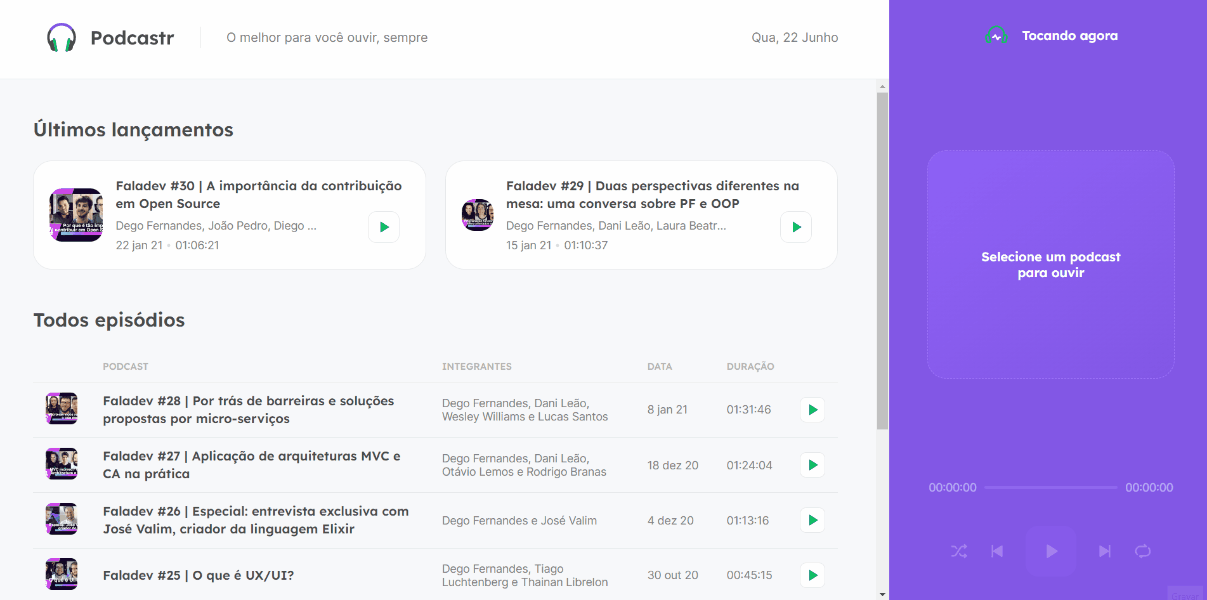 Podcastr
O melhor para você ouvir, sempre
Qua, 22 Junho
Últimos lançamentos
Faladev #30 | A importância da contribuição
em Open Source
Dego Fernandes, João Pedro, Diego ...
22 jan 21 • 01:06:21
Faladev #29 | Duas perspectivas diferentes na
mesa: uma conversa sobre PF e OOP
Dego Fernandes, Dani Leão, Laura Beatr...
15 jan 21 • 01:10:37
Todos episódios
PODCAST
INTEGRANTES
DATA
DURAÇÃO
Faladev #28 | Por trás de barreiras e soluções
propostas por micro-serviços
Dego Fernandes, Dani Leão,
Wesley Williams e Lucas Santos
8 jan 21
01:31:46
Faladev #27 | Aplicação de arquiteturas MVC e
CA na prática
Dego Fernandes, Dani Leão,
Otávio Lemos e Rodrigo Branas
18 dez 20
01:24:04
Faladev #26 | Especial: entrevista exclusiva com
José Valim, criador da linguagem Elixir
Dego Fernandes e José Valim
4 dez 20
01:13:16
Faladev #25 | O que é UX/UI?
Dego Fernandes, Tiago
Luchtenberg e Thainan Librelon
30 out 20
00:45:15
Tocando agora
Selecione um podcast
para ouvir
00:00:00
00:00:00